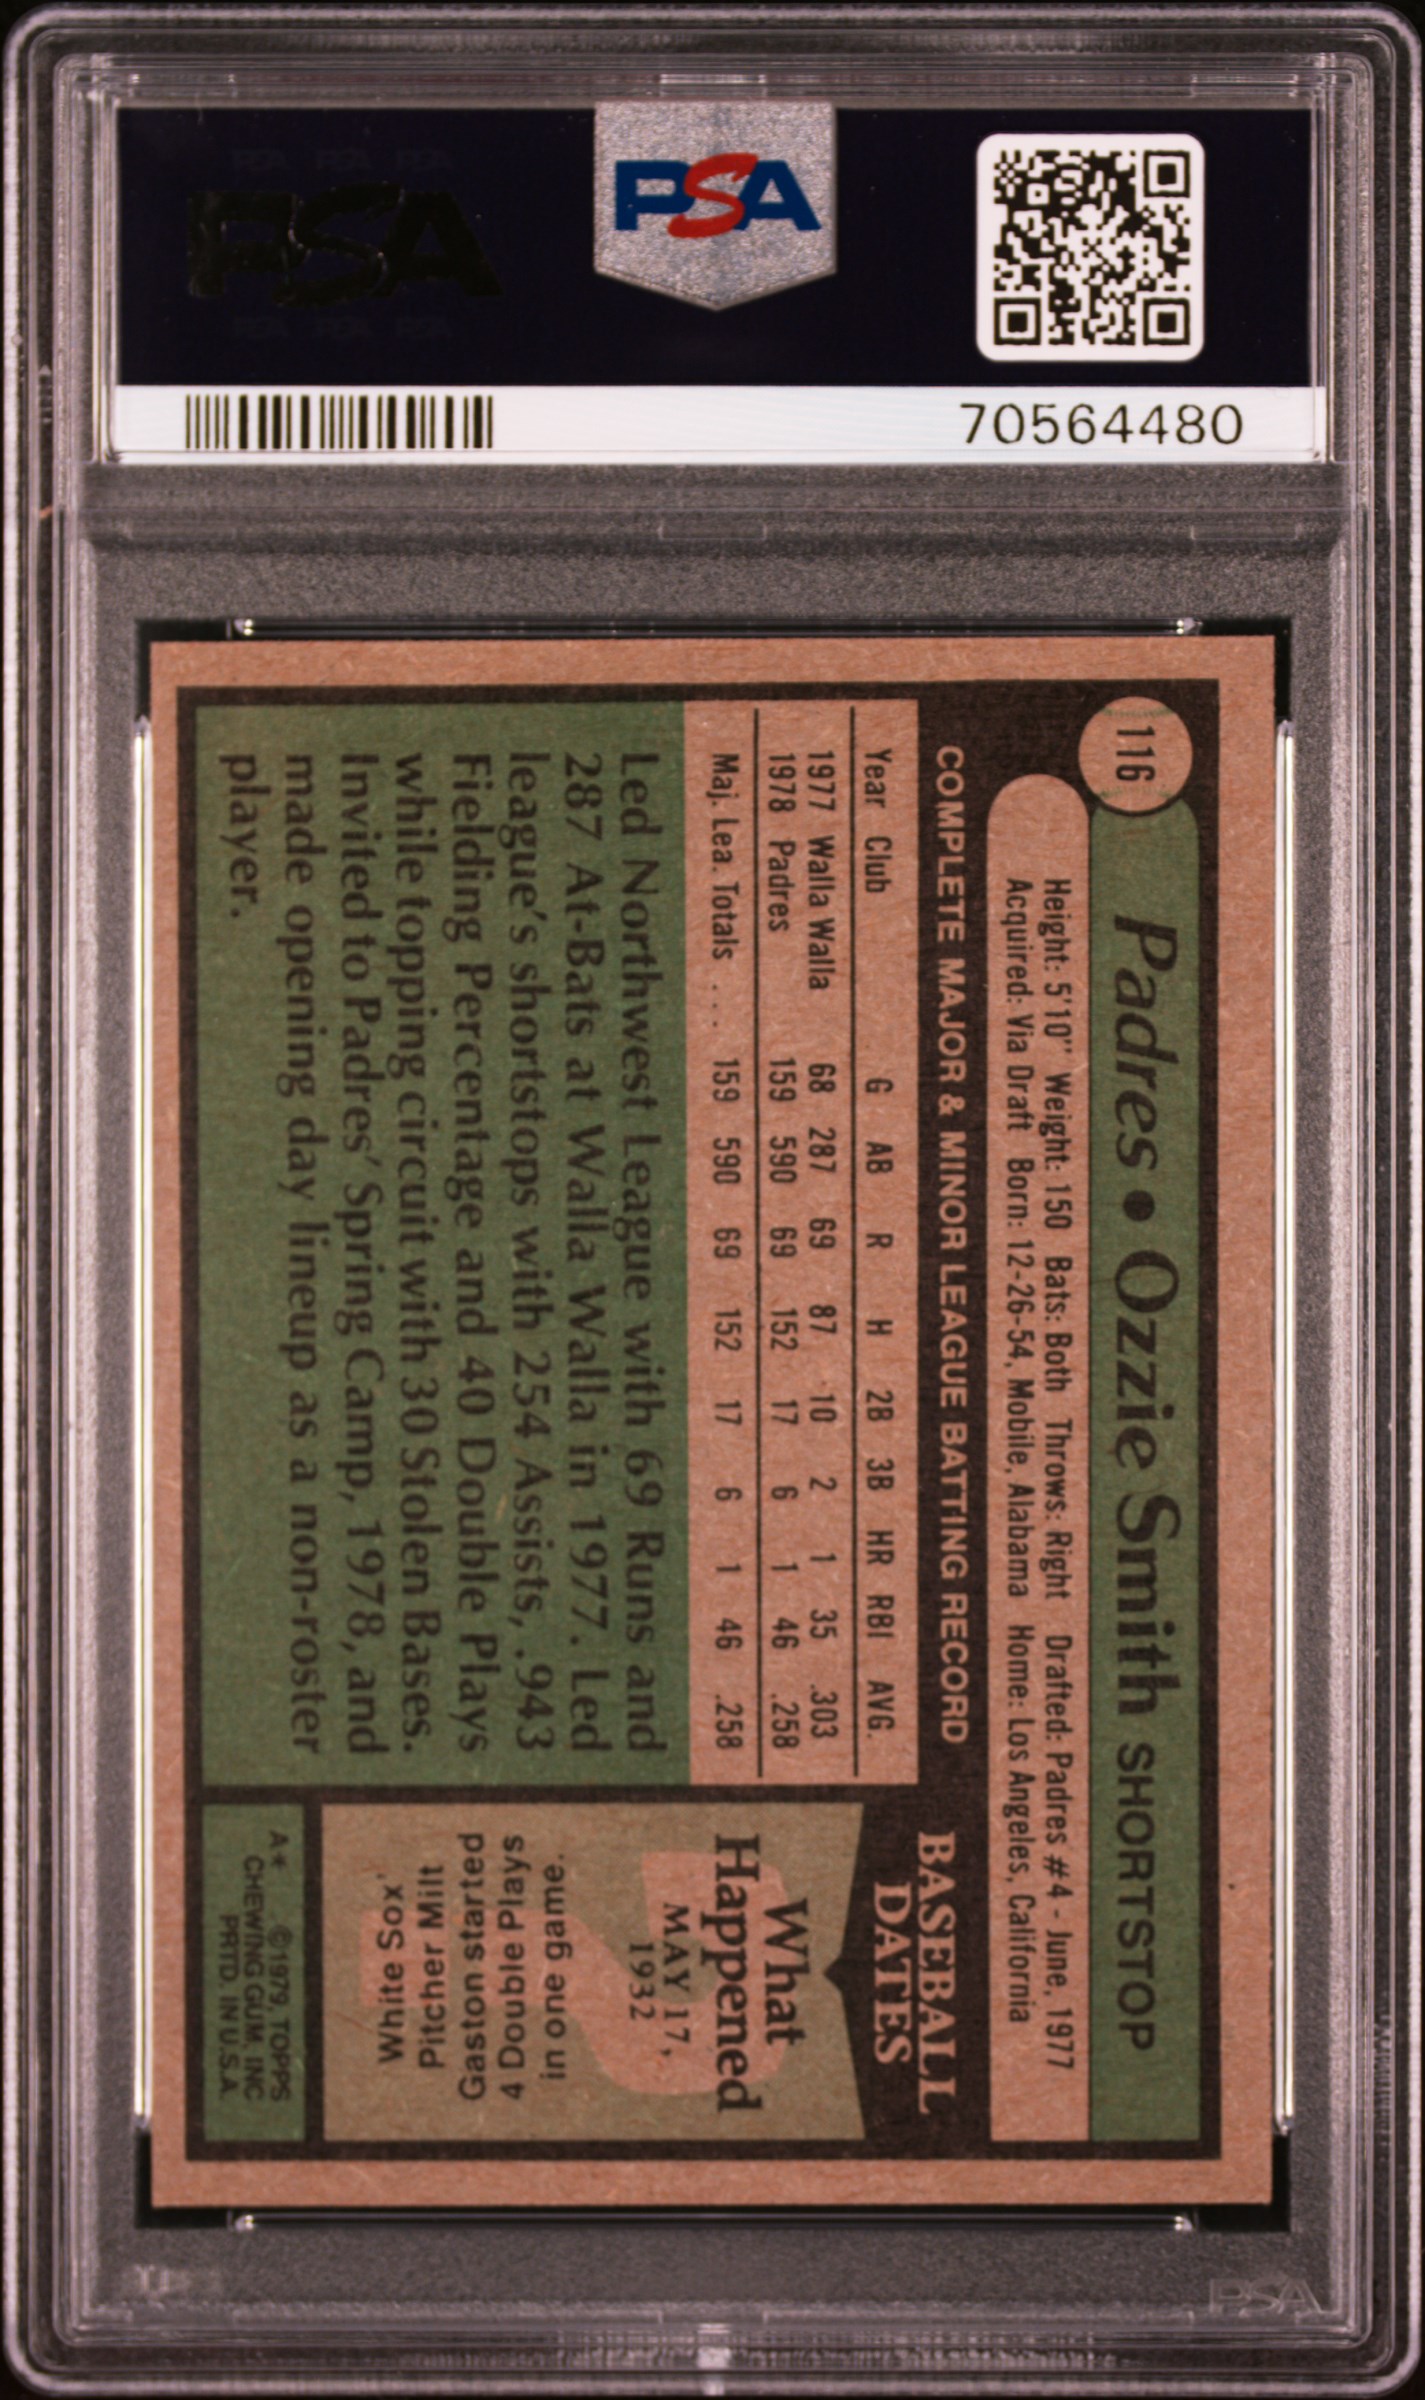 PSA
PSA
70564480
116
Padres • Ozzie Smith SHORTSTOP
Height: 5'10" Weight: 150 Bats: Both Throws: Right Drafted: Padres #4 - June, 1977
Acquired: Via Draft Born: 12-26-54, Mobile, Alabama Home: Los Angeles, California
COMPLETE MAJOR & MINOR LEAGUE BATTING RECORD
Year Club G AB R H 2B 3B HR RBI AVG.
1977 Walla Walla 68 287 69 87 10 2 1 35 .303
1978 Padres 159 590 69 152 17 6 1 46 .258
Maj. Lea. Totals ... 159 590 69 152 17 6 1 46 .258
Led Northwest League with 69 Runs and
287 At-Bats at Walla Walla in 1977. Led
league's shortstops with 254 Assists, .943
Fielding Percentage and 40 Double Plays
while topping circuit with 30 Stolen Bases.
Invited to Padres' Spring Camp, 1978, and
made opening day lineup as a non-roster
player.
BASEBALL
DATES
What
Happened
MAY 17,
1932
White Sox'
Pitcher Milt
Gaston started
4 Double Plays
in one game.
A* ©1979, TOPPS
CHEWING GUM, INC
PRTD. IN U.S.A.
PSA